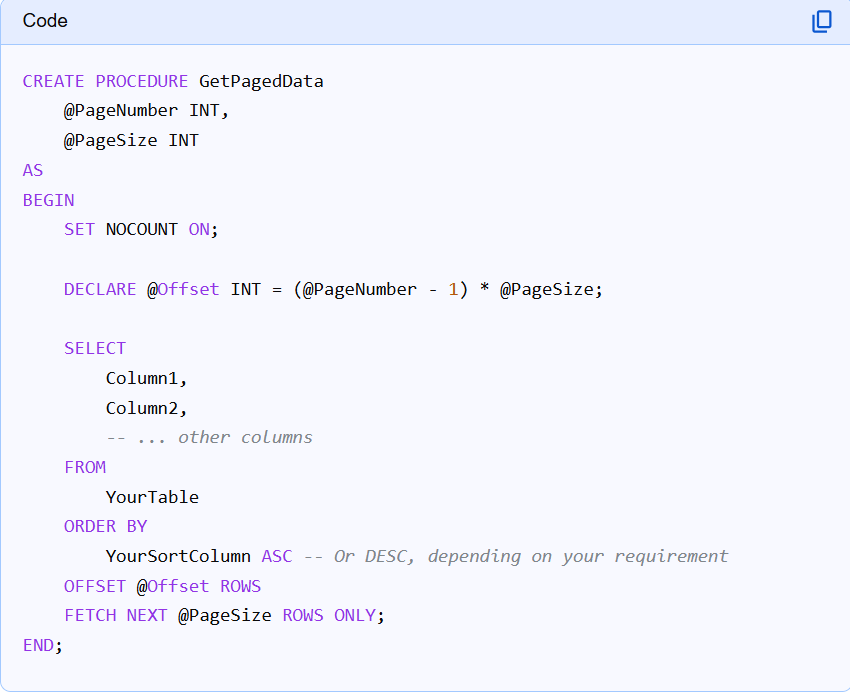 Code
CREATE PROCEDURE GetPagedData
    @PageNumber INT,
    @PageSize INT
AS
BEGIN
    SET NOCOUNT ON;

    DECLARE @Offset INT = (@PageNumber - 1) * @PageSize;

    SELECT
        Column1,
        Column2,
        -- ... other columns
    FROM
        YourTable
    ORDER BY
        YourSortColumn ASC -- Or DESC, depending on your requirement
    OFFSET @Offset ROWS
    FETCH NEXT @PageSize ROWS ONLY;
END;